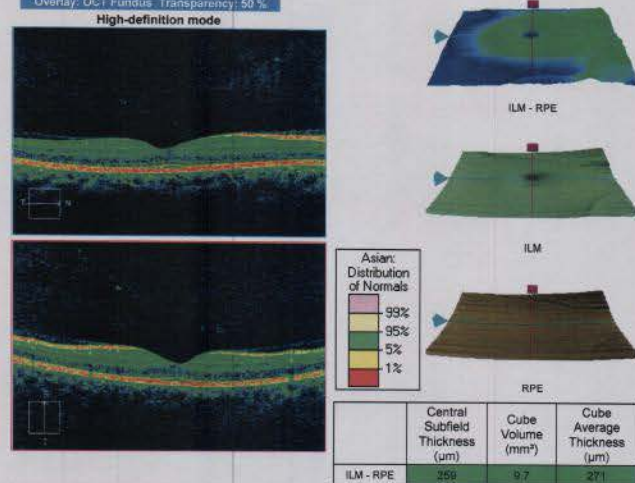 Overlay: OCT Fundus Transparency: 50 %
High-definition mode
ILM - RPE
T N
ILM
Asian:
Distribution
of Normals
99%
95%
5%
1%
RPE
Central Subfield Thickness (µm)
Cube Volume (mm³)
Cube Average Thickness (µm)
ILM - RPE 259 9.7 271